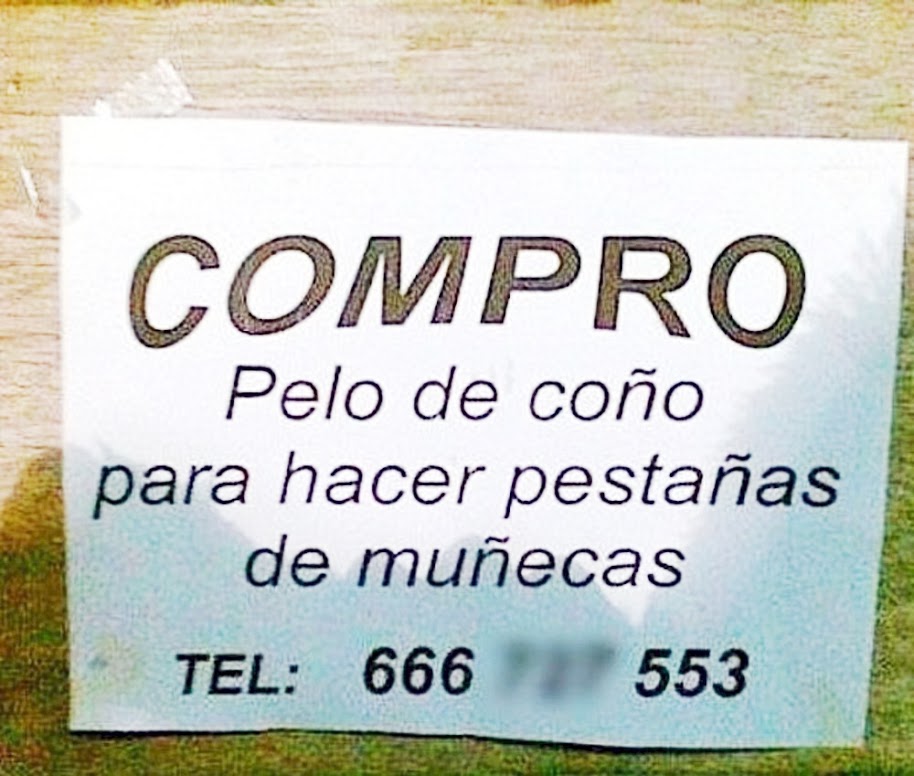 COMPRO
Pelo de coño
para hacer pestañas
de muñecas
TEL: 666 553